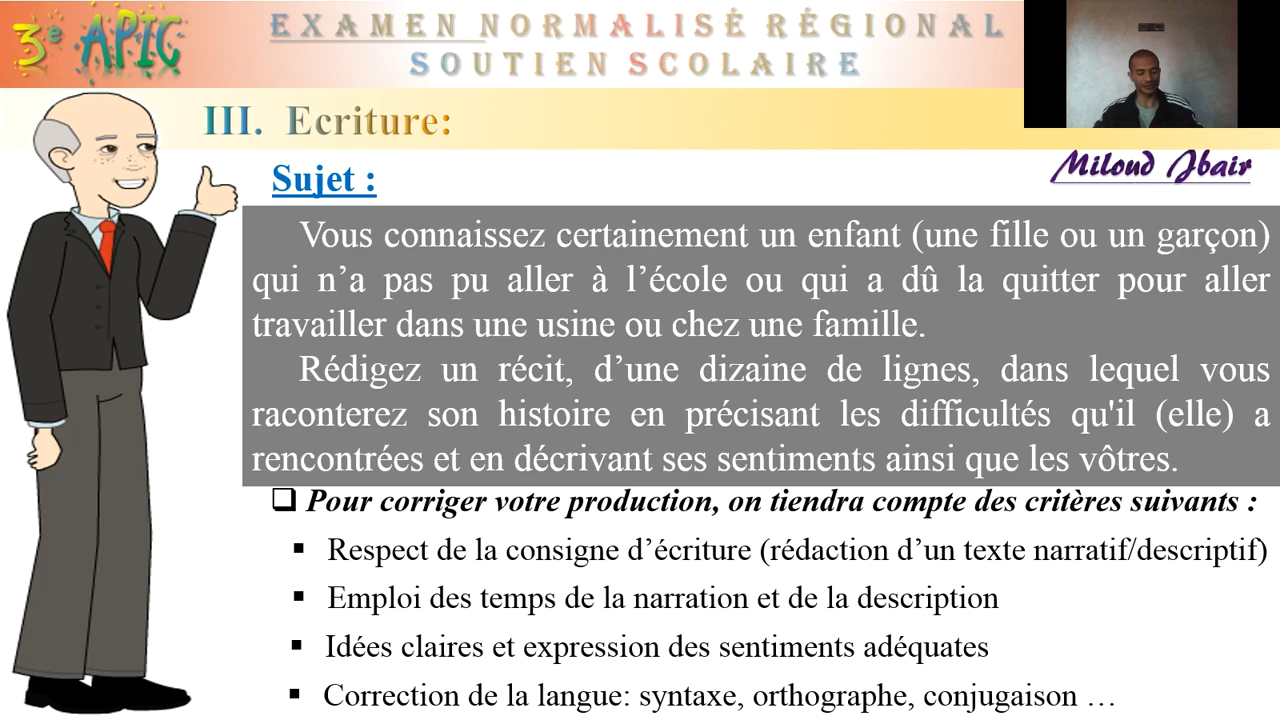 3e APIC
EXAMEN NORMALISÉ RÉGIONAL
SOUTIEN SCOLAIRE
III. Ecriture:
Miloud Jbair
Sujet :
Vous connaissez certainement un enfant (une fille ou un garçon)
qui n’a pas pu aller à l’école ou qui a dû la quitter pour aller
travailler dans une usine ou chez une famille.
Rédigez un récit, d’une dizaine de lignes, dans lequel vous
raconterez son histoire en précisant les difficultés qu'il (elle) a
rencontrées et en décrivant ses sentiments ainsi que les vôtres.
❑ Pour corriger votre production, on tiendra compte des critères suivants :
▪ Respect de la consigne d’écriture (rédaction d’un texte narratif/descriptif)
▪ Emploi des temps de la narration et de la description
▪ Idées claires et expression des sentiments adéquates
▪ Correction de la langue: syntaxe, orthographe, conjugaison …